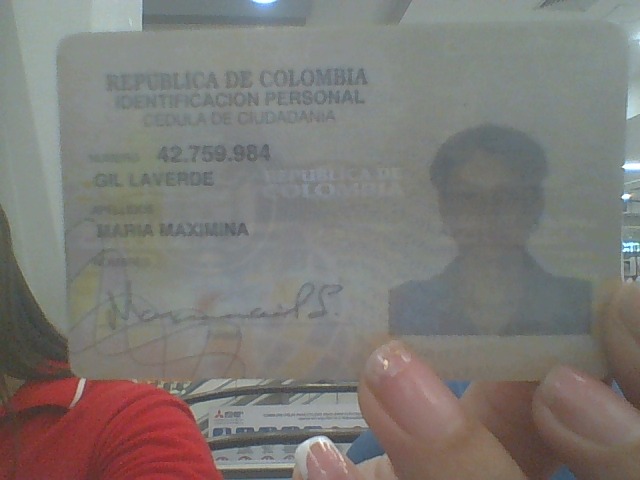 REPUBLICA DE COLOMBIA
IDENTIFICACION PERSONAL
CEDULA DE CIUDADANIA
NUMERO 42.759.984
GIL LAVERDE
REPUBLICA DE
COLOMBIA
APELLIDOS
MARIA MAXIMINA
NOMBRES